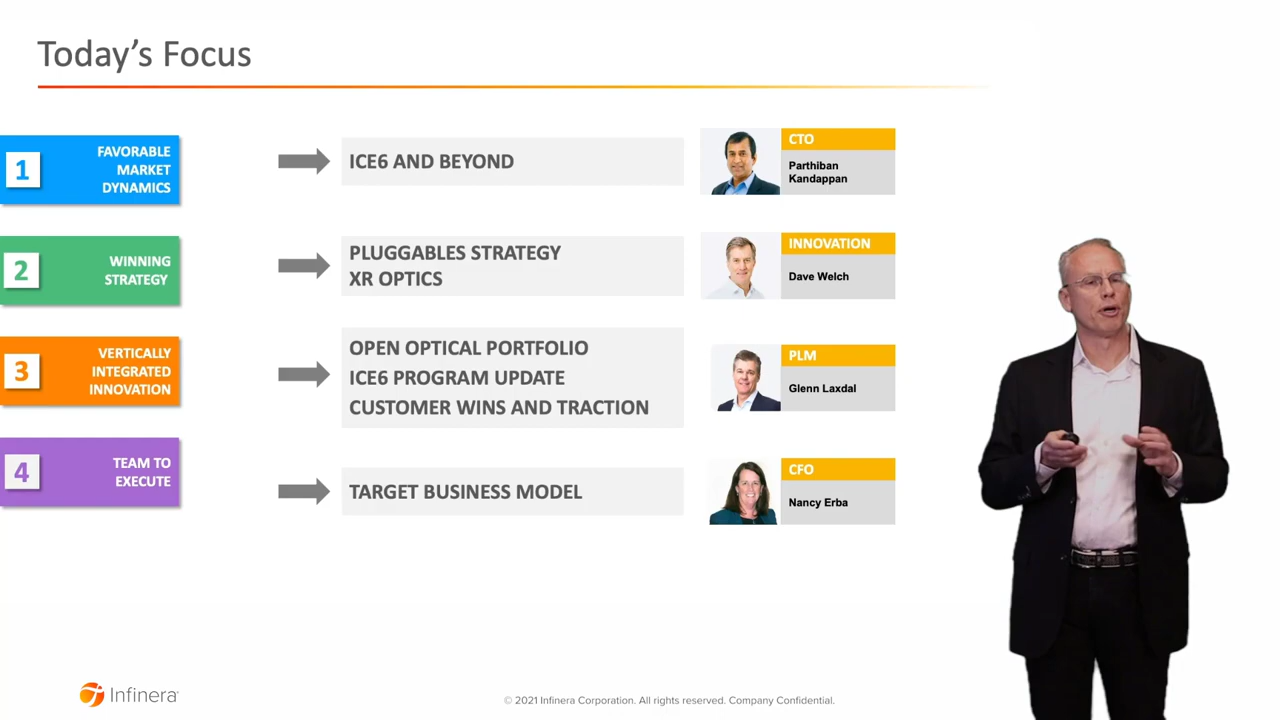 Today's Focus
1
FAVORABLE
MARKET
DYNAMICS
ICE6 AND BEYOND
CTO
Parthiban
Kandappan
2
WINNING
STRATEGY
PLUGGABLES STRATEGY
XR OPTICS
INNOVATION
Dave Welch
3
VERTICALLY
INTEGRATED
INNOVATION
OPEN OPTICAL PORTFOLIO
ICE6 PROGRAM UPDATE
CUSTOMER WINS AND TRACTION
PLM
Glenn Laxdal
4
TEAM TO
EXECUTE
TARGET BUSINESS MODEL
CFO
Nancy Erba
Infinera
© 2021 Infinera Corporation. All rights reserved. Company Confidential.